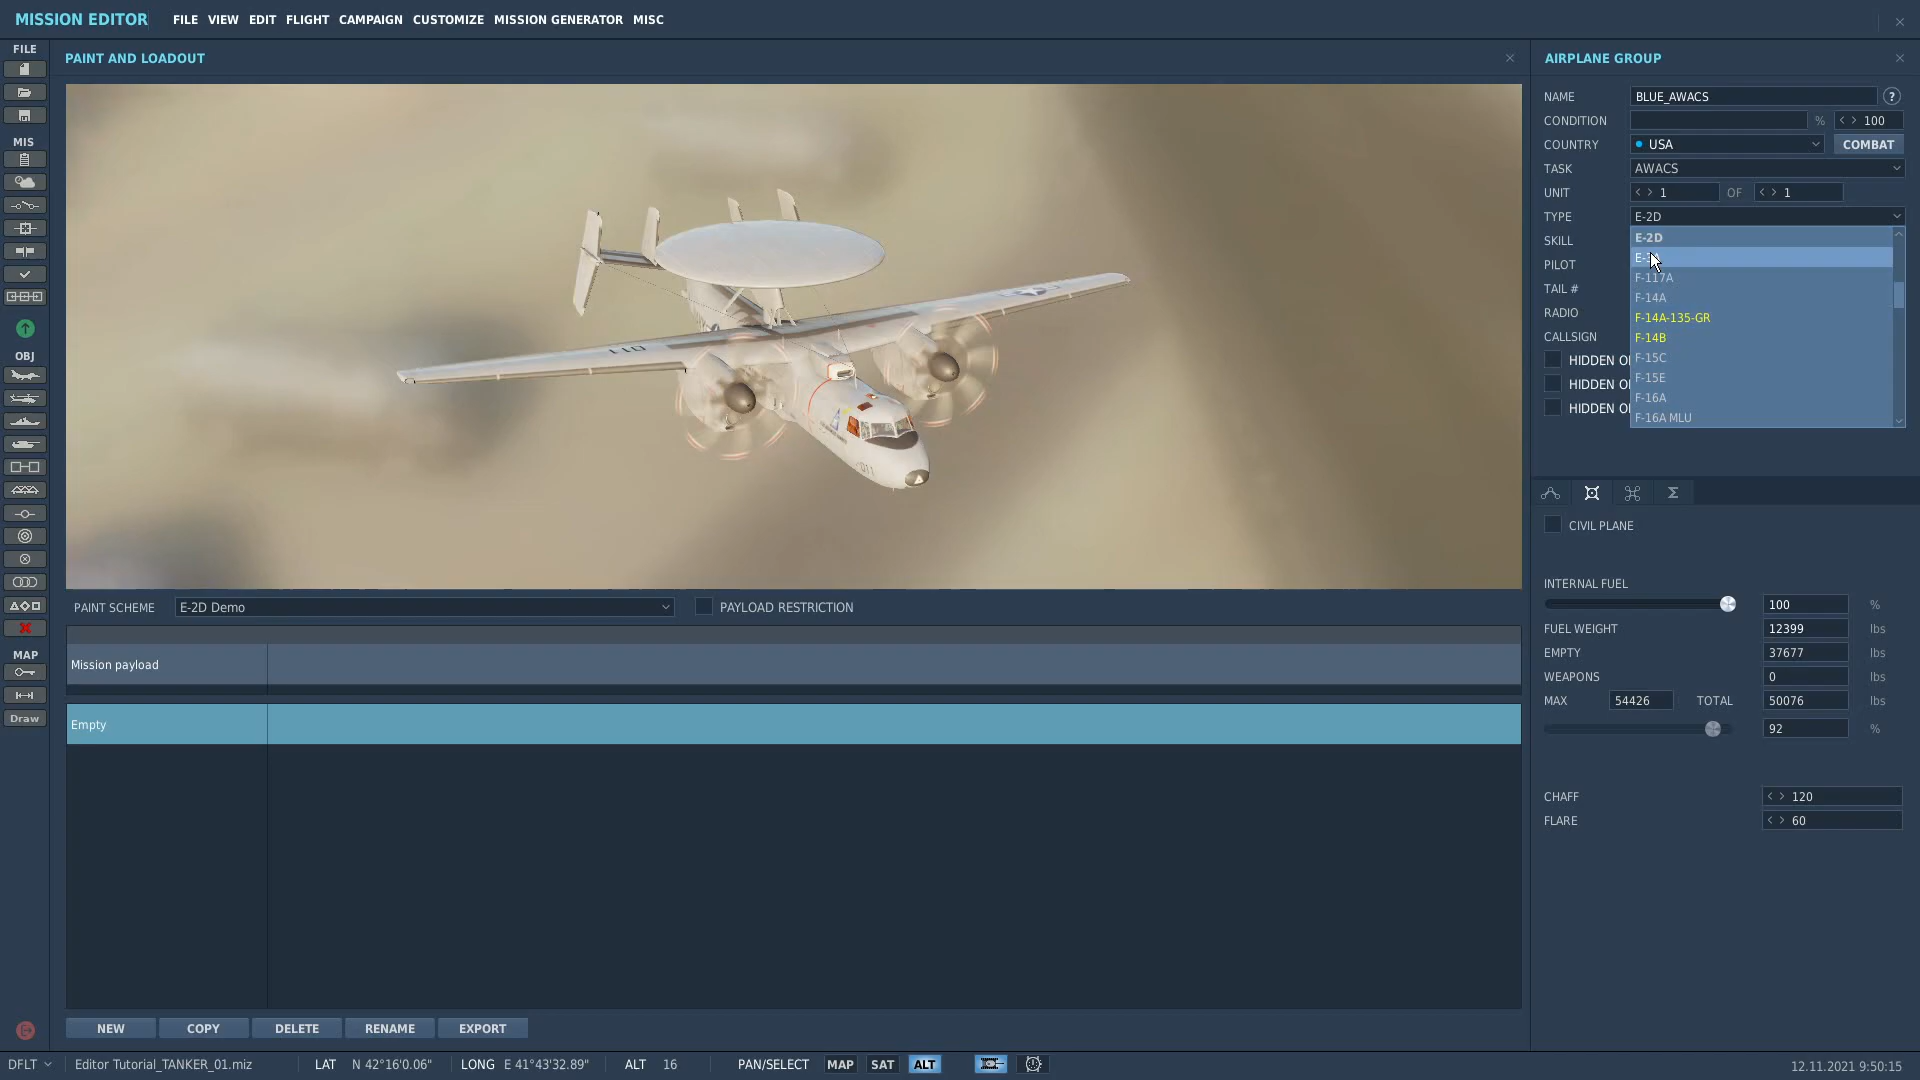 MISSION EDITOR FILE VIEW EDIT FLIGHT CAMPAIGN CUSTOMIZE MISSION GENERATOR MISC
FILE
MIS
OBJ
MAP
Draw
PAINT AND LOADOUT
011
PAINT SCHEME E-2D Demo PAYLOAD RESTRICTION
Mission payload
Empty
NEW COPY DELETE RENAME EXPORT
AIRPLANE GROUP
NAME BLUE_AWACS ?
CONDITION % < > 100
COUNTRY USA COMBAT
TASK AWACS
UNIT < > 1 OF < > 1
TYPE E-2D
SKILL
PILOT
TAIL #
RADIO
CALLSIGN
HIDDEN
HIDDEN
HIDDEN
E-2D
F-117A
F-14A
F-14A-135-GR
F-14B
F-15C
F-15E
F-16A
F-16A MLU
CIVIL PLANE
INTERNAL FUEL
100 %
FUEL WEIGHT 12399 lbs
EMPTY 37677 lbs
WEAPONS 0 lbs
MAX 54426 TOTAL 50076 lbs
92 %
CHAFF < > 120
FLARE < > 60
DFLT Editor Tutorial_TANKER_01.miz LAT N 42°16'0.06" LONG E 41°43'32.89" ALT 16 PAN/SELECT MAP SAT ALT 12.11.2021 9:50:15